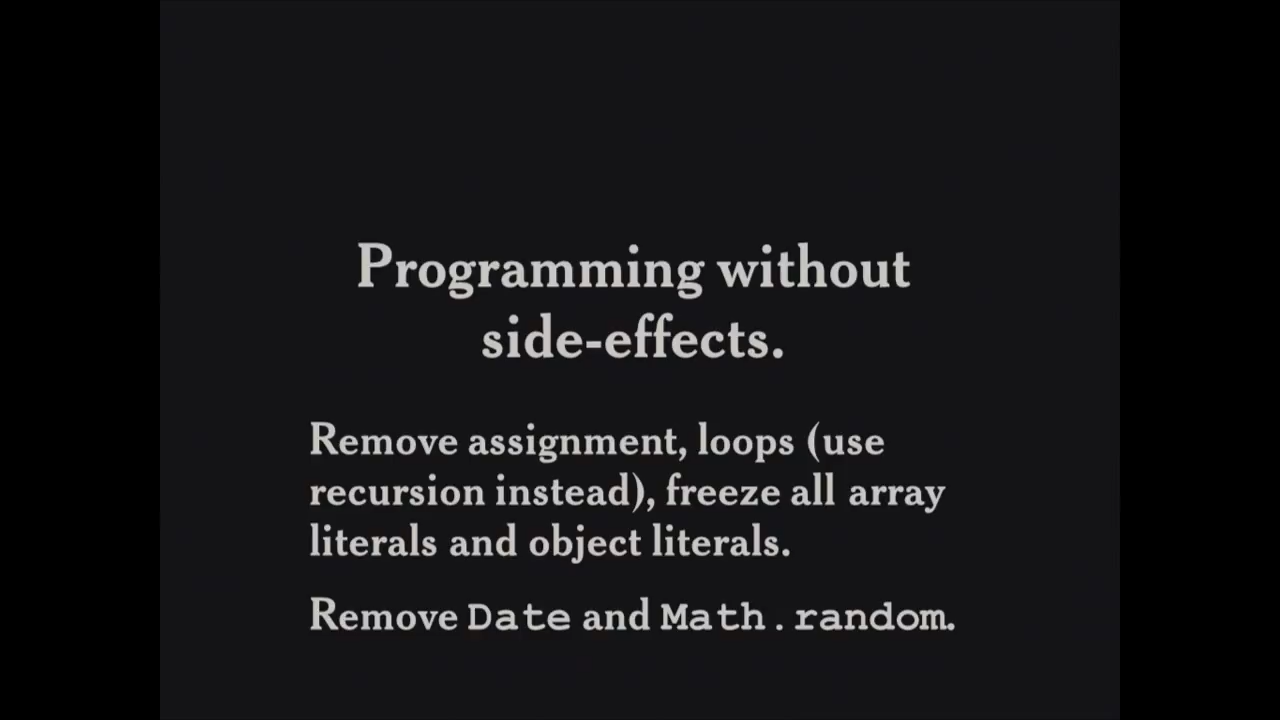 Programming without
side-effects.
Remove assignment, loops (use
recursion instead), freeze all array
literals and object literals.
Remove Date and Math.random.